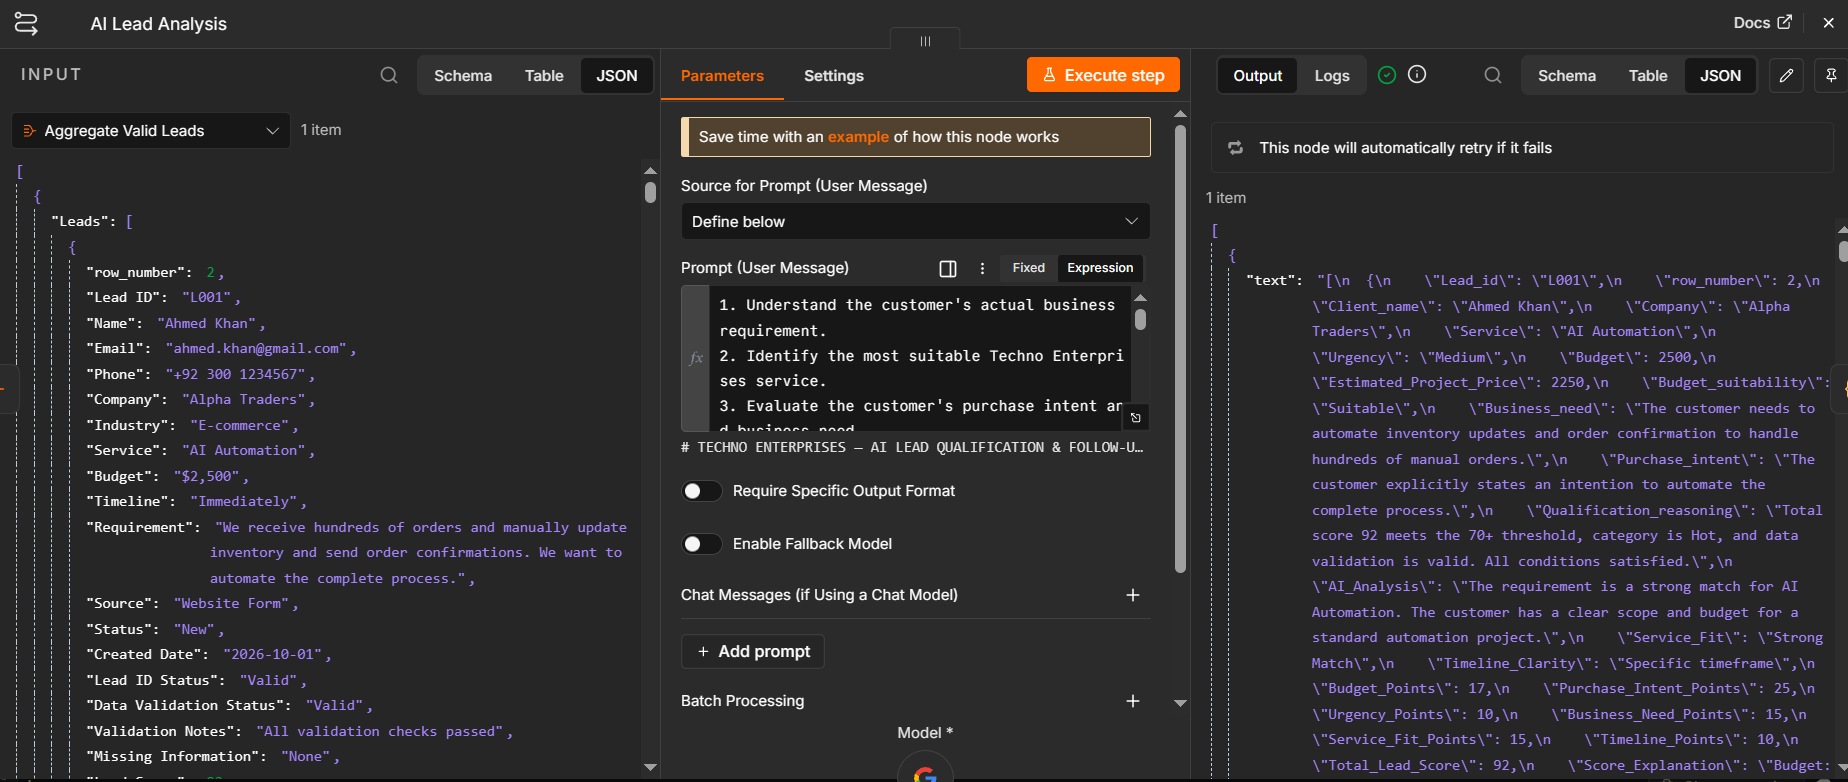 AI Lead Analysis
Docs
INPUT
Schema
Table
JSON
Aggregate Valid Leads
1 item
[
{
"Leads": [
{
"row_number": 2,
"Lead ID": "L001",
"Name": "Ahmed Khan",
"Email": "ahmed.khan@gmail.com",
"Phone": "+92 300 1234567",
"Company": "Alpha Traders",
"Industry": "E-commerce",
"Service": "AI Automation",
"Budget": "$2,500",
"Timeline": "Immediately",
"Requirement": "We receive hundreds of orders and manually update
inventory and send order confirmations. We want to
automate the complete process.",
"Source": "Website Form",
"Status": "New",
"Created Date": "2026-10-01",
"Lead ID Status": "Valid",
"Data Validation Status": "Valid",
"Validation Notes": "All validation checks passed",
"Missing Information": "None",
Parameters
Settings
Execute step
Save time with an example of how this node works
Source for Prompt (User Message)
Define below
Prompt (User Message)
Fixed
Expression
fx
1. Understand the customer's actual business
requirement.
2. Identify the most suitable Techno Enterpri
ses service.
3. Evaluate the customer's purchase intent an
d business need
# TECHNO ENTERPRISES — AI LEAD QUALIFICATION & FOLLOW-U…
Require Specific Output Format
Enable Fallback Model
Chat Messages (if Using a Chat Model)
+ Add prompt
Batch Processing
Model *
Output
Logs
Schema
Table
JSON
This node will automatically retry if it fails
1 item
[
{
"text": "[\n  {\n    \"Lead_id\": \"L001\",\n    \"row_number\": 2,\n
\"Client_name\": \"Ahmed Khan\",\n    \"Company\": \"Alpha
Traders\",\n    \"Service\": \"AI Automation\",\n
\"Urgency\": \"Medium\",\n    \"Budget\": 2500,\n
\"Estimated_Project_Price\": 2250,\n    \"Budget_suitability\":
\"Suitable\",\n    \"Business_need\": \"The customer needs to
automate inventory updates and order confirmation to handle
hundreds of manual orders.\",\n    \"Purchase_intent\": \"The
customer explicitly states an intention to automate the
complete process.\",\n    \"Qualification_reasoning\": \"Total
score 92 meets the 70+ threshold, category is Hot, and data
validation is valid. All conditions satisfied.\",\n
\"AI_Analysis\": \"The requirement is a strong match for AI
Automation. The customer has a clear scope and budget for a
standard automation project.\",\n    \"Service_Fit\": \"Strong
Match\",\n    \"Timeline_Clarity\": \"Specific timeframe\",\n
\"Budget_Points\": 17,\n    \"Purchase_Intent_Points\": 25,\n
\"Urgency_Points\": 10,\n    \"Business_Need_Points\": 15,\n
\"Service_Fit_Points\": 15,\n    \"Timeline_Points\": 10,\n
\"Total_Lead_Score\": 92,\n    \"Score_Explanation\": \"Budget: